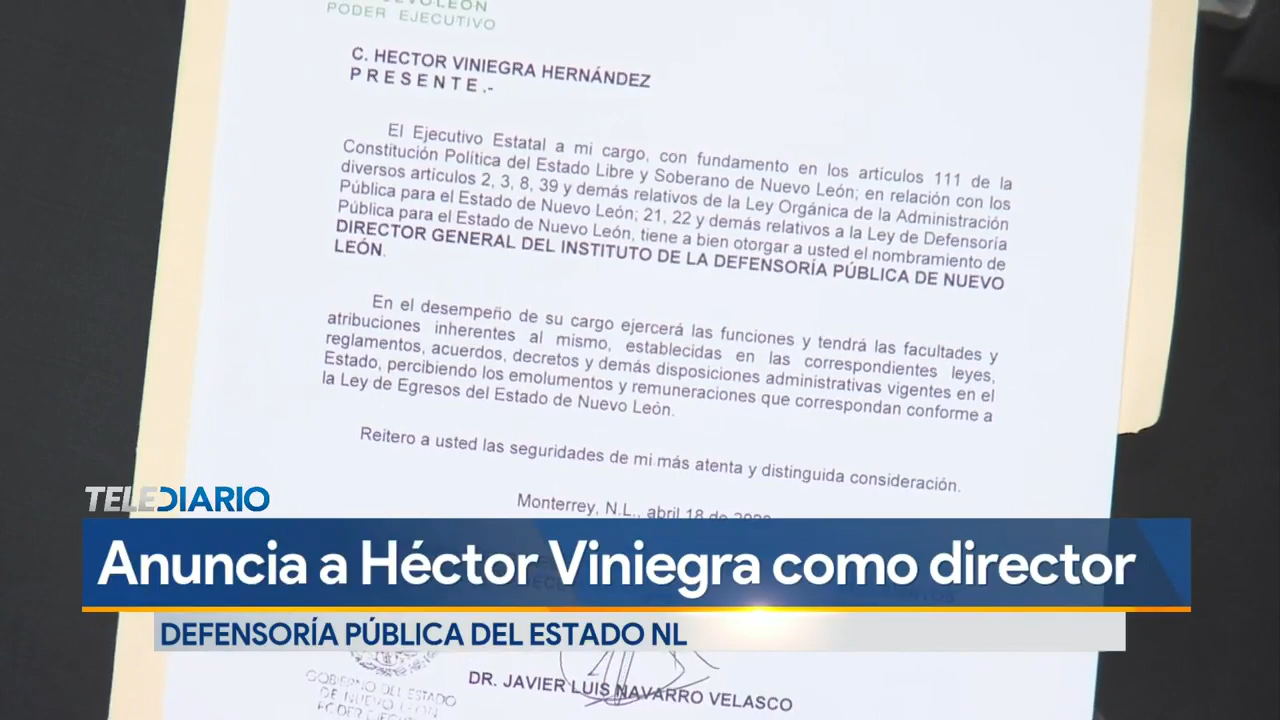 PODER EJECUTIVO
C. HECTOR VINIEGRA HERNÁNDEZ
P R E S E N T E .-
El Ejecutivo Estatal a mi cargo, con fundamento en los artículos 111 de la
Constitución Política del Estado Libre y Soberano de Nuevo León; en relación con los
diversos artículos 2, 3, 8, 39 y demás relativos de la Ley Orgánica de la Administración
Pública para el Estado de Nuevo León; 21, 22 y demás relativos a la Ley de Defensoría
Pública para el Estado de Nuevo León, tiene a bien otorgar a usted el nombramiento de
DIRECTOR GENERAL DEL INSTITUTO DE LA DEFENSORÍA PÚBLICA DE NUEVO
LEÓN.
En el desempeño de su cargo ejercerá las funciones y tendrá las facultades y
atribuciones inherentes al mismo, establecidas en las correspondientes leyes,
reglamentos, acuerdos, decretos y demás disposiciones administrativas vigentes en el
Estado, percibiendo los emolumentos y remuneraciones que correspondan conforme a
la Ley de Egresos del Estado de Nuevo León.
Reitero a usted las seguridades de mi más atenta y distinguida consideración.
Monterrey, N.L., abril 18 de
TELEDIARIO
Anuncia a Héctor Viniegra como director
DEFENSORÍA PÚBLICA DEL ESTADO NL
GOBIERNO DEL ESTADO
DE NUEVO LEÓN
DR. JAVIER LUIS NAVARRO VELASCO